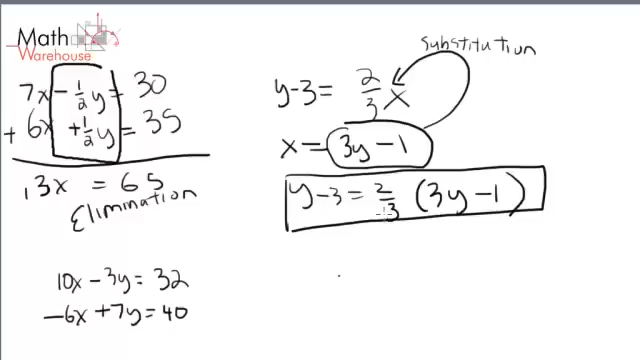 Math
Warehouse
7x - 1/2 y = 30
+ 6x + 1/2 y = 35
13x = 65
Elimination
10x - 3y = 32
-6x + 7y = 40
Substitution
y - 3 = 2/3 x
x = 3y - 1
y - 3 = 2/3 (3y - 1)